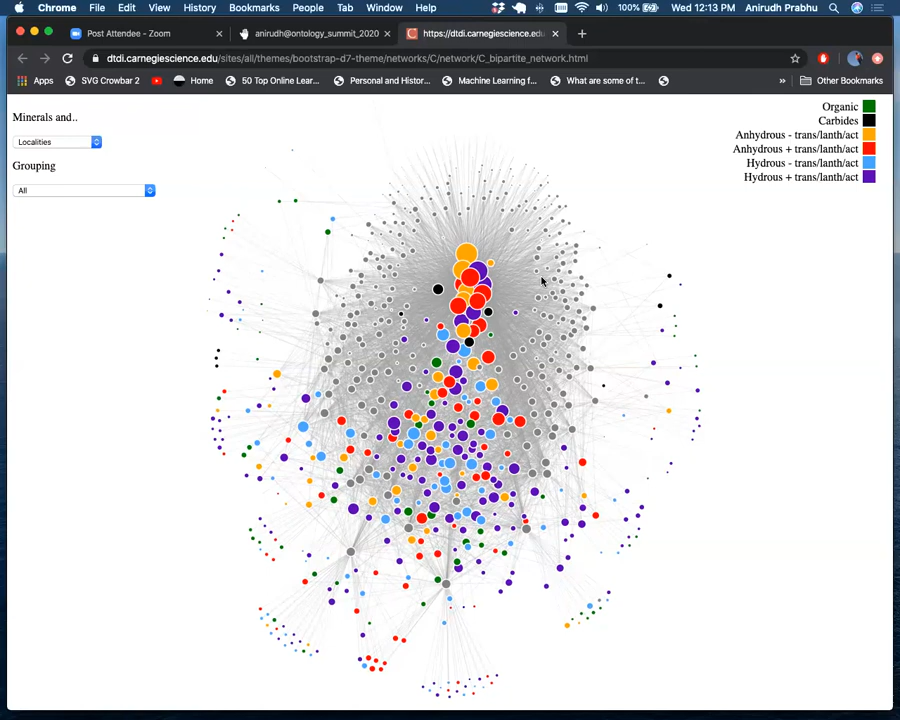 Chrome File Edit View History Bookmarks People Tab Window Help 100% Wed 12:13 PM Anirudh Prabhu
Post Attendee - Zoom
anirudh@ontology_summit_2020
https://dtdi.carnegiescience.edu
dtdi.carnegiescience.edu/sites/all/themes/bootstrap-d7-theme/networks/C/network/C_bipartite_network.html
Apps SVG Crowbar 2 Home 50 Top Online Lear... Personal and Histor... Machine Learning f... What are some of t... » Other Bookmarks
Minerals and..
Localities
Grouping
All
Organic
Carbides
Anhydrous - trans/lanth/act
Anhydrous + trans/lanth/act
Hydrous - trans/lanth/act
Hydrous + trans/lanth/act